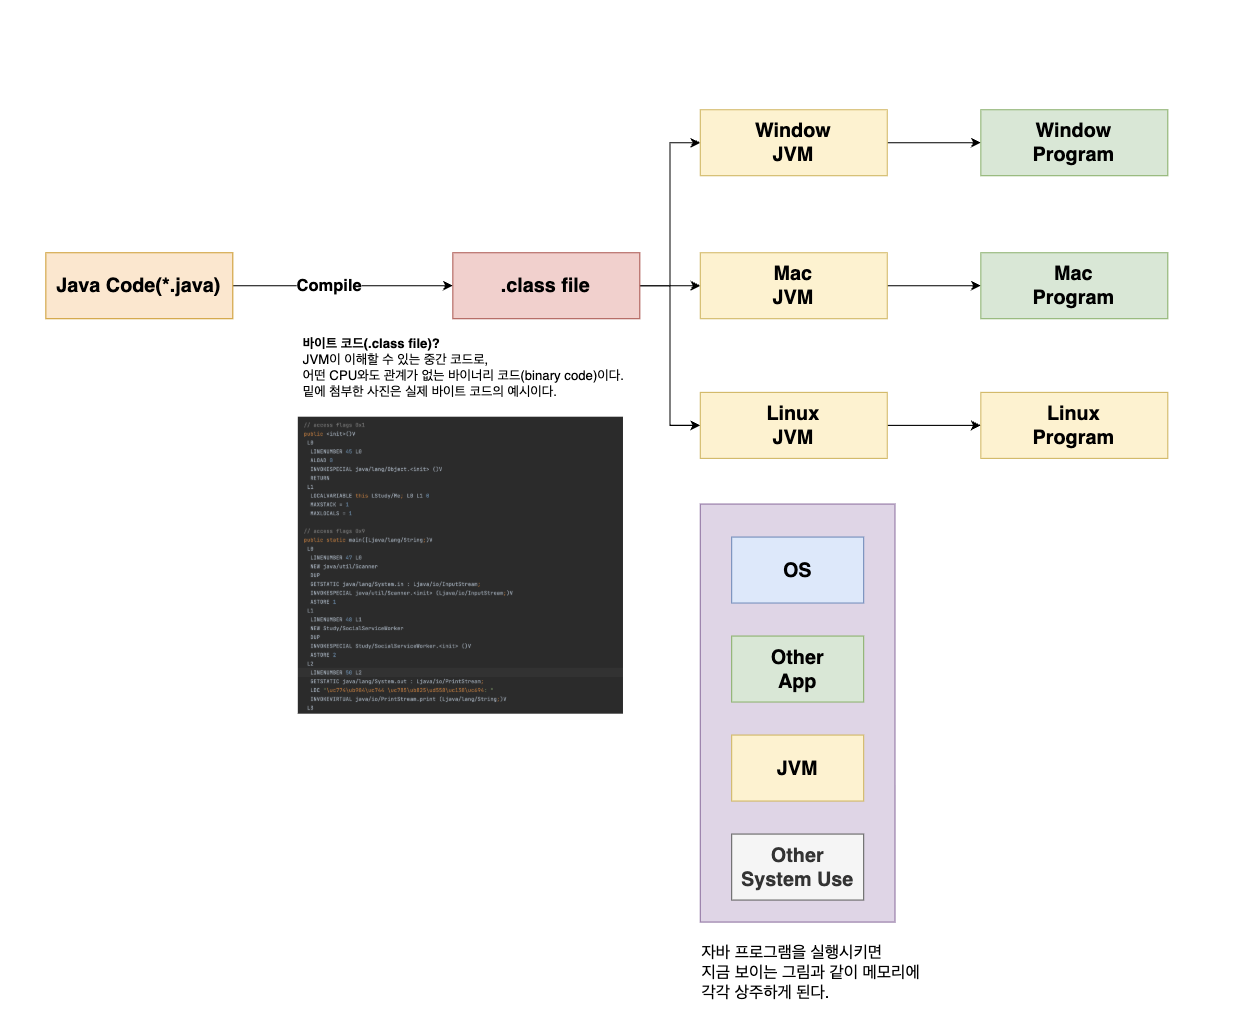 Window
JVM
Window
Program
Java Code(*.java)
Compile
.class file
Mac
JVM
Mac
Program
바이트 코드(.class file)?
JVM이 이해할 수 있는 중간 코드로,
어떤 CPU와도 관계가 없는 바이너리 코드(binary code)이다.
밑에 첨부한 사진은 실제 바이트 코드의 예시이다.
Linux
JVM
Linux
Program
// access flags 0x1
public <init>()V
L0
LINENUMBER 45 L0
ALOAD 0
INVOKESPECIAL java/lang/Object.<init> ()V
RETURN
L1
LOCALVARIABLE this LStudy/Me; L0 L1 0
MAXSTACK = 1
MAXLOCALS = 1
// access flags 0x9
public static main([Ljava/lang/String;)V
L0
LINENUMBER 47 L0
NEW java/util/Scanner
DUP
GETSTATIC java/lang/System.in : Ljava/io/InputStream;
INVOKESPECIAL java/util/Scanner.<init> (Ljava/io/InputStream;)V
ASTORE 1
L1
LINENUMBER 48 L1
NEW Study/SocialServiceWorker
DUP
INVOKESPECIAL Study/SocialServiceWorker.<init> ()V
ASTORE 2
L2
LINENUMBER 50 L2
GETSTATIC java/lang/System.out : Ljava/io/PrintStream;
LDC
INVOKEVIRTUAL java/io/PrintStream.print (Ljava/lang/String;)V
L3
OS
Other
App
JVM
Other
System Use
자바 프로그램을 실행시키면
지금 보이는 그림과 같이 메모리에
각각 상주하게 된다.